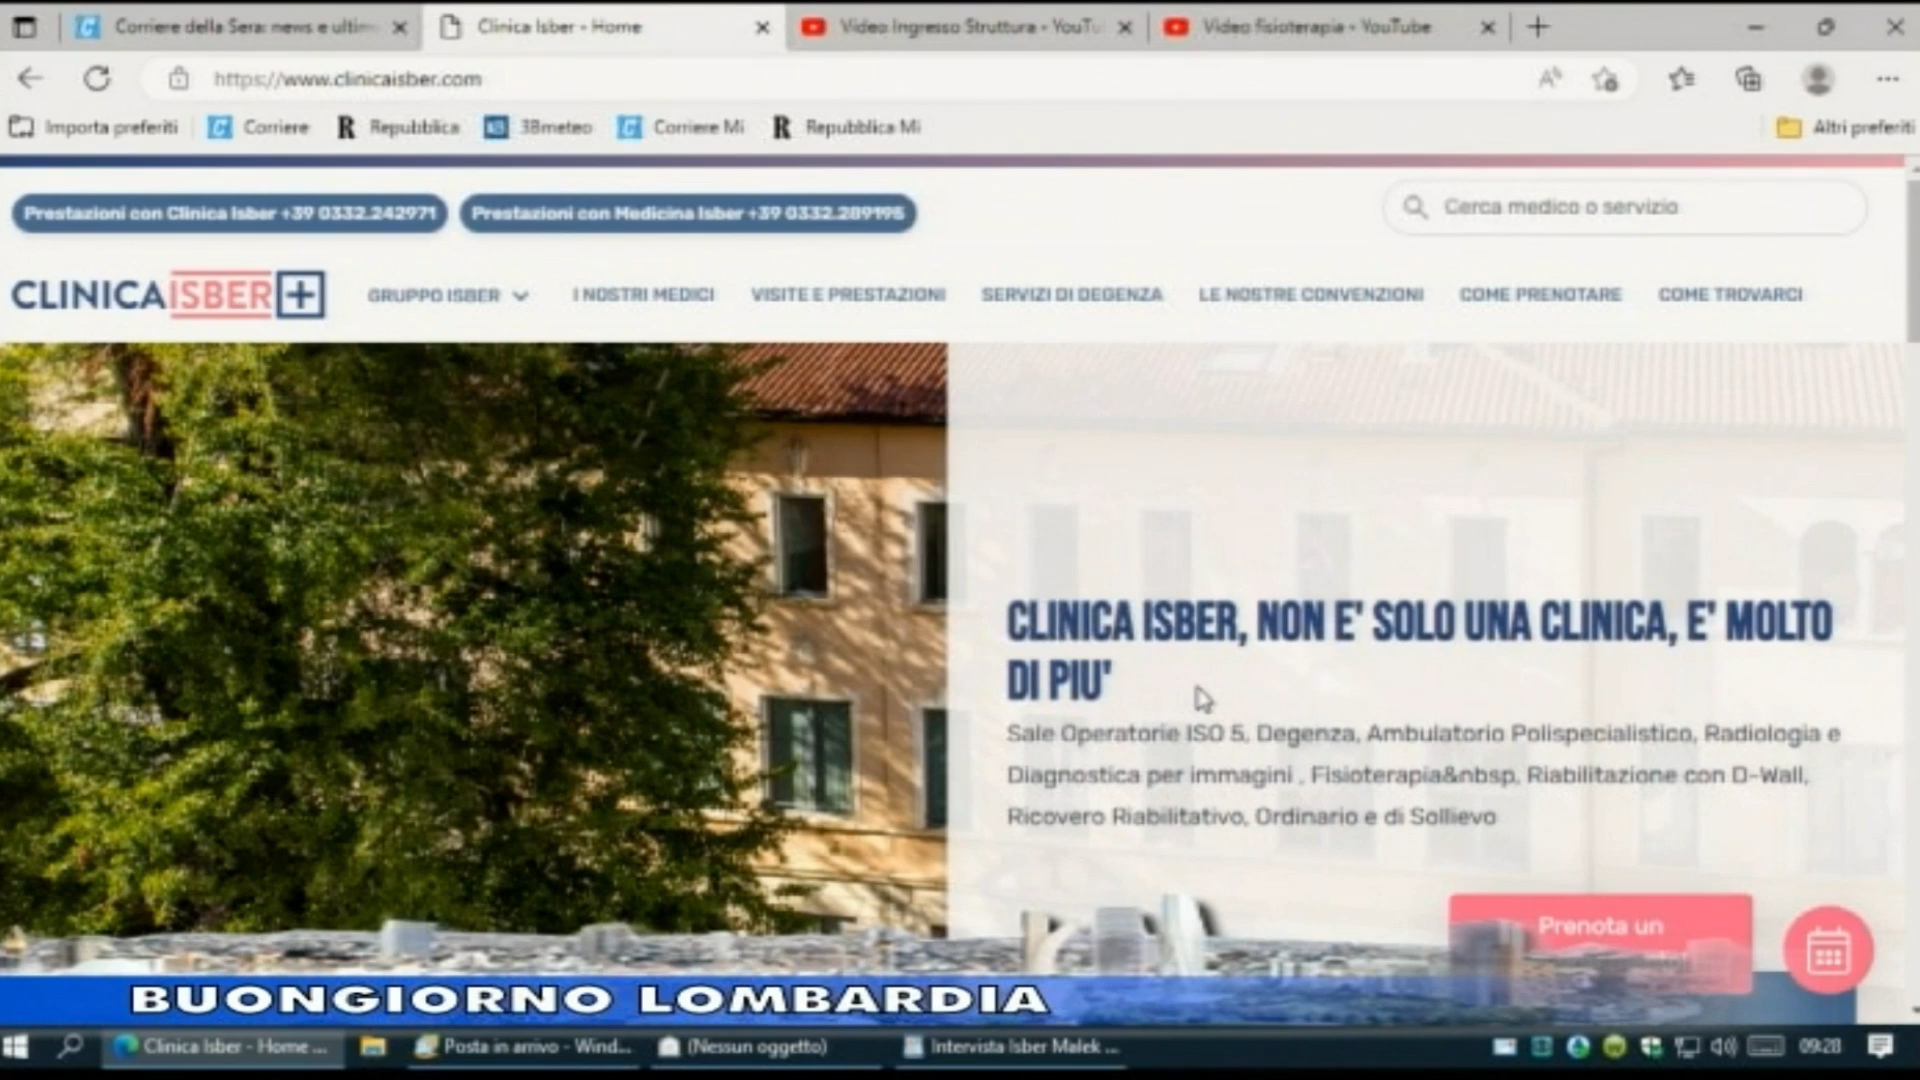 Corriere della Sera: news e ultim
Clinica Isber - Home
Video Ingresso Struttura - YouTu
Video fisioterapia - YouTube
https://www.clinicaisber.com
Importa preferiti
Corriere
Repubblica
3Bmeteo
Corriere Mi
Repubblica Mi
Altri preferiti
Prestazioni con Clinica Isber +39 0332.242971
Prestazioni con Medicina Isber +39 0332.289195
Cerca medico o servizio
CLINICAISBER
GRUPPO ISBER
I NOSTRI MEDICI
VISITE E PRESTAZIONI
SERVIZI DI DEGENZA
LE NOSTRE CONVENZIONI
COME PRENOTARE
COME TROVARCI
CLINICA ISBER, NON E' SOLO UNA CLINICA, E' MOLTO
DI PIU'
Sale Operatorie ISO 5, Degenza, Ambulatorio Polispecialistico, Radiologia e
Diagnostica per immagini , Fisioterapia&nbsp, Riabilitazione con D-Wall,
Ricovero Riabilitativo, Ordinario e di Sollievo
Prenota un
BUONGIORNO LOMBARDIA
Clinica Isber - Home ...
Posta in arrivo - Wind...
(Nessun oggetto)
Intervista Isber Malek ...
09:28